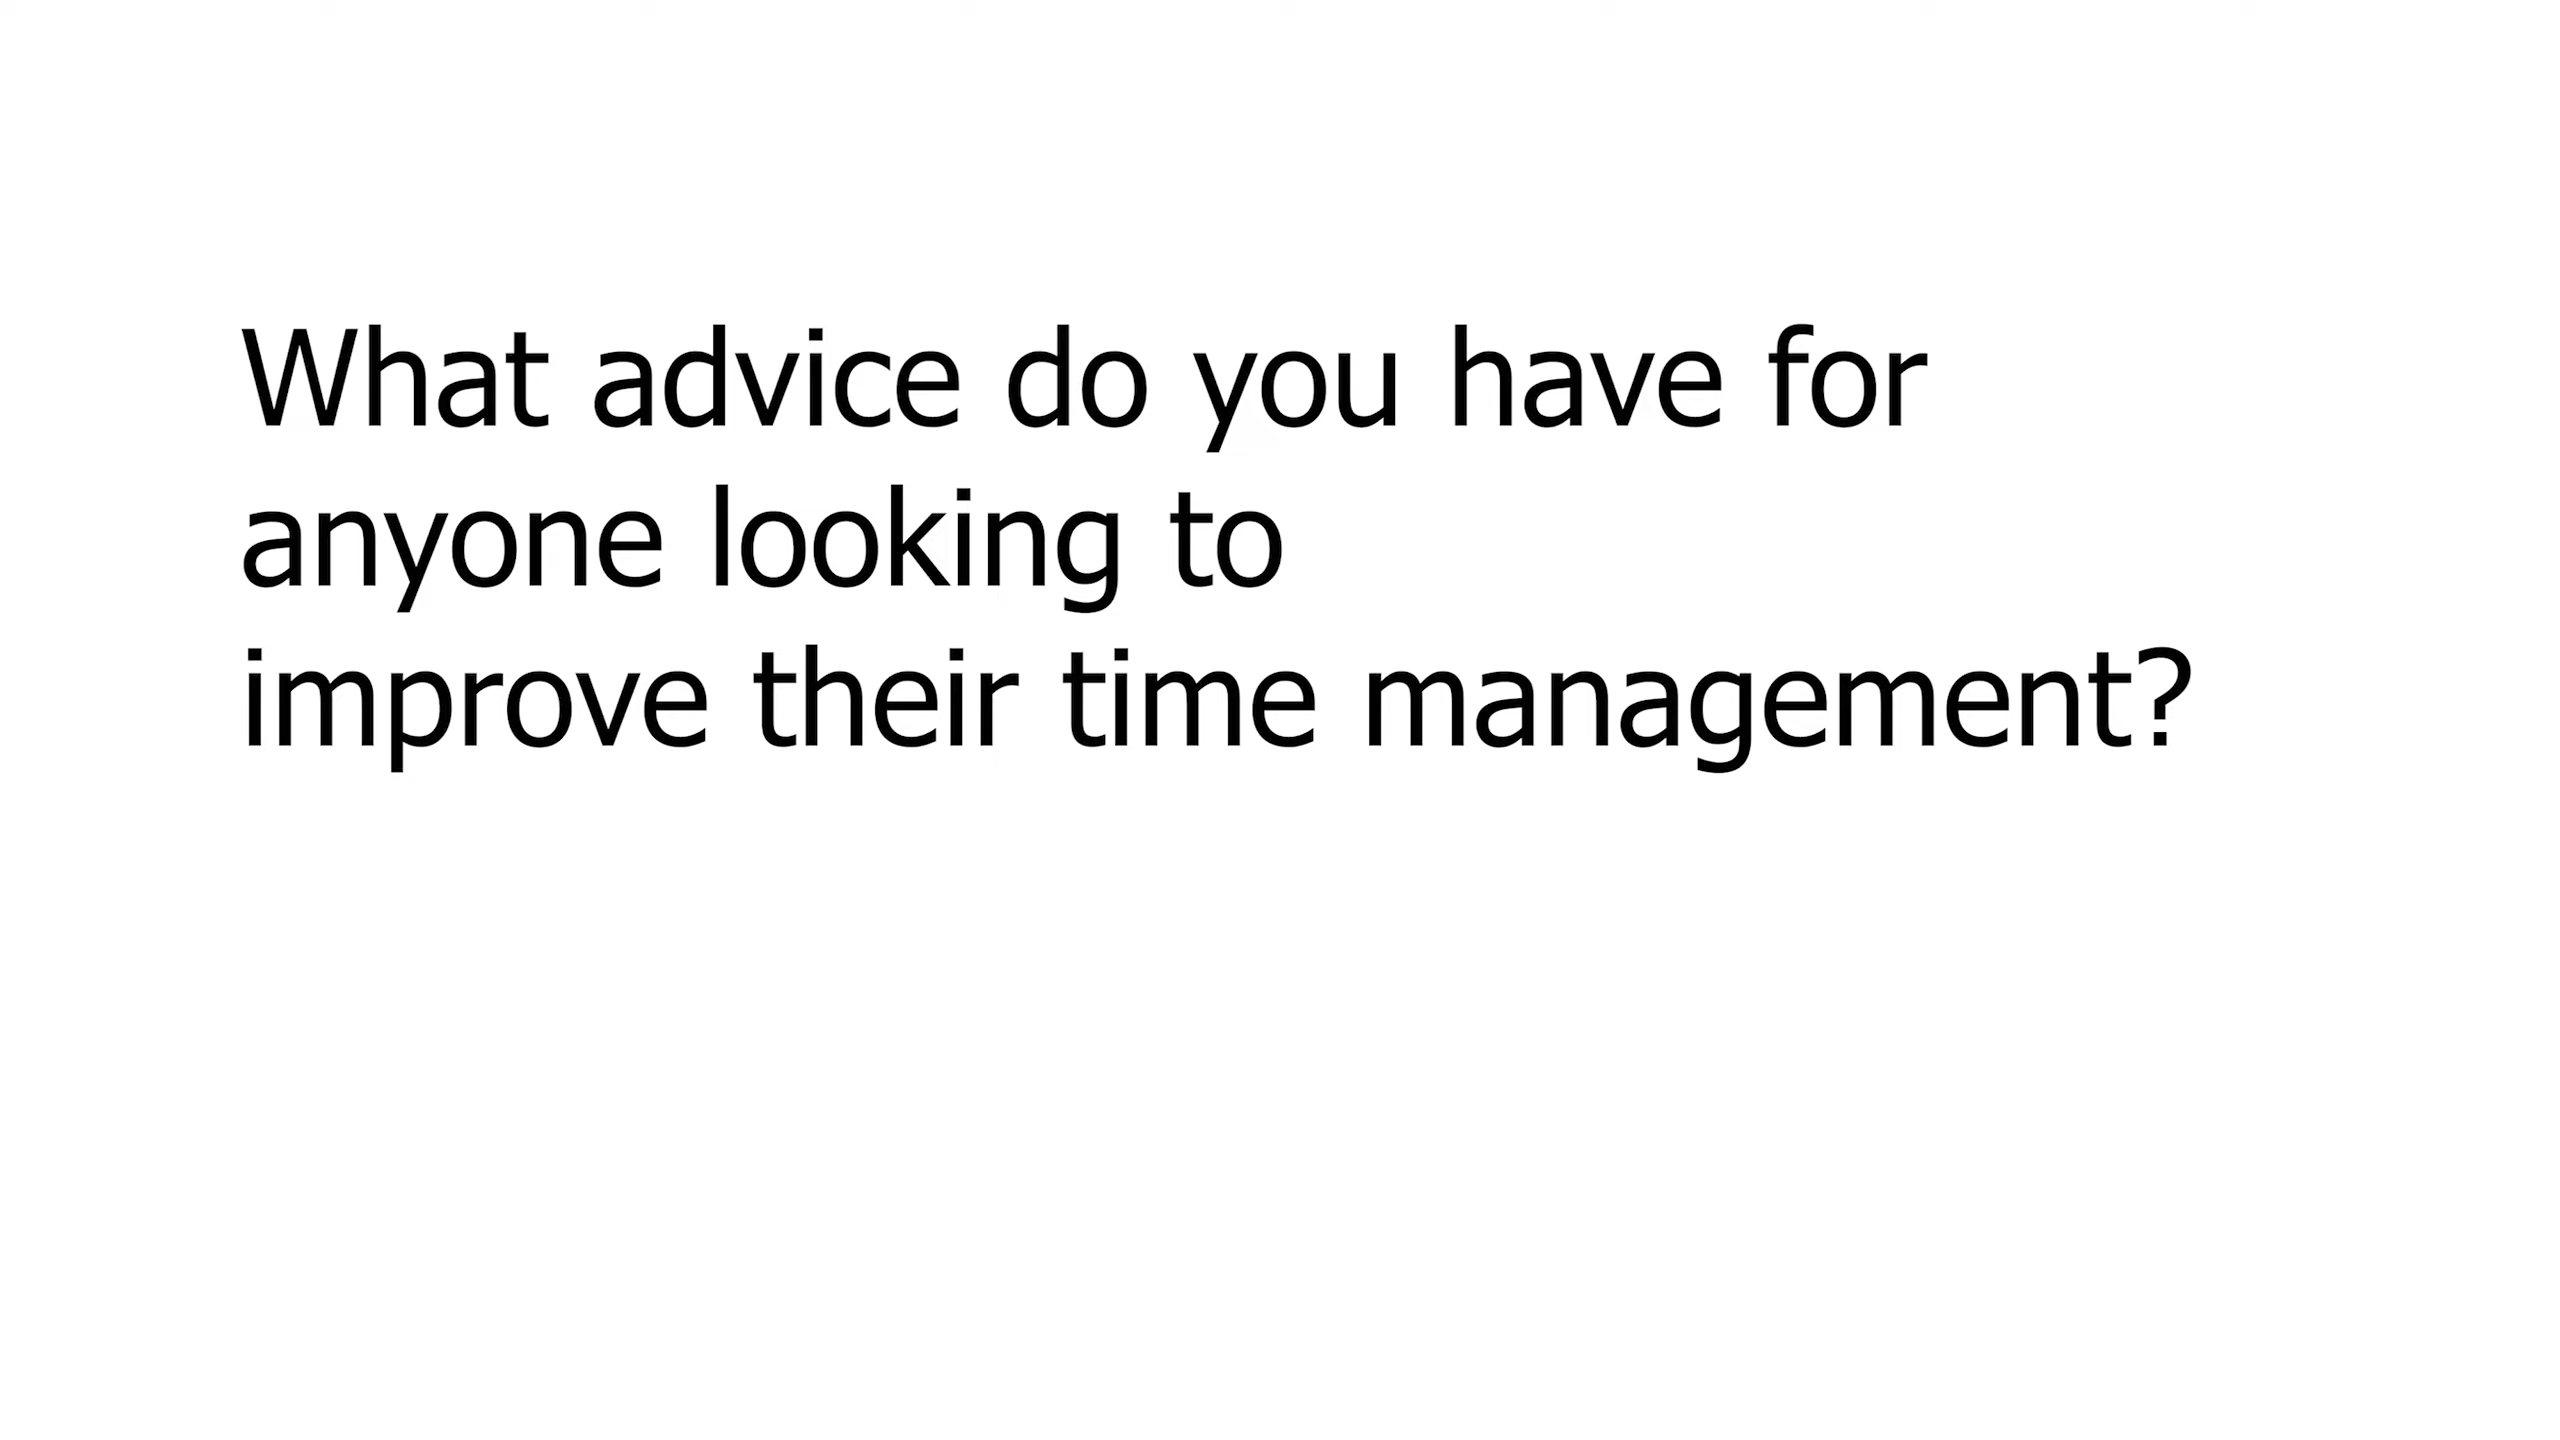 What advice do you have for
anyone looking to
improve their time management?